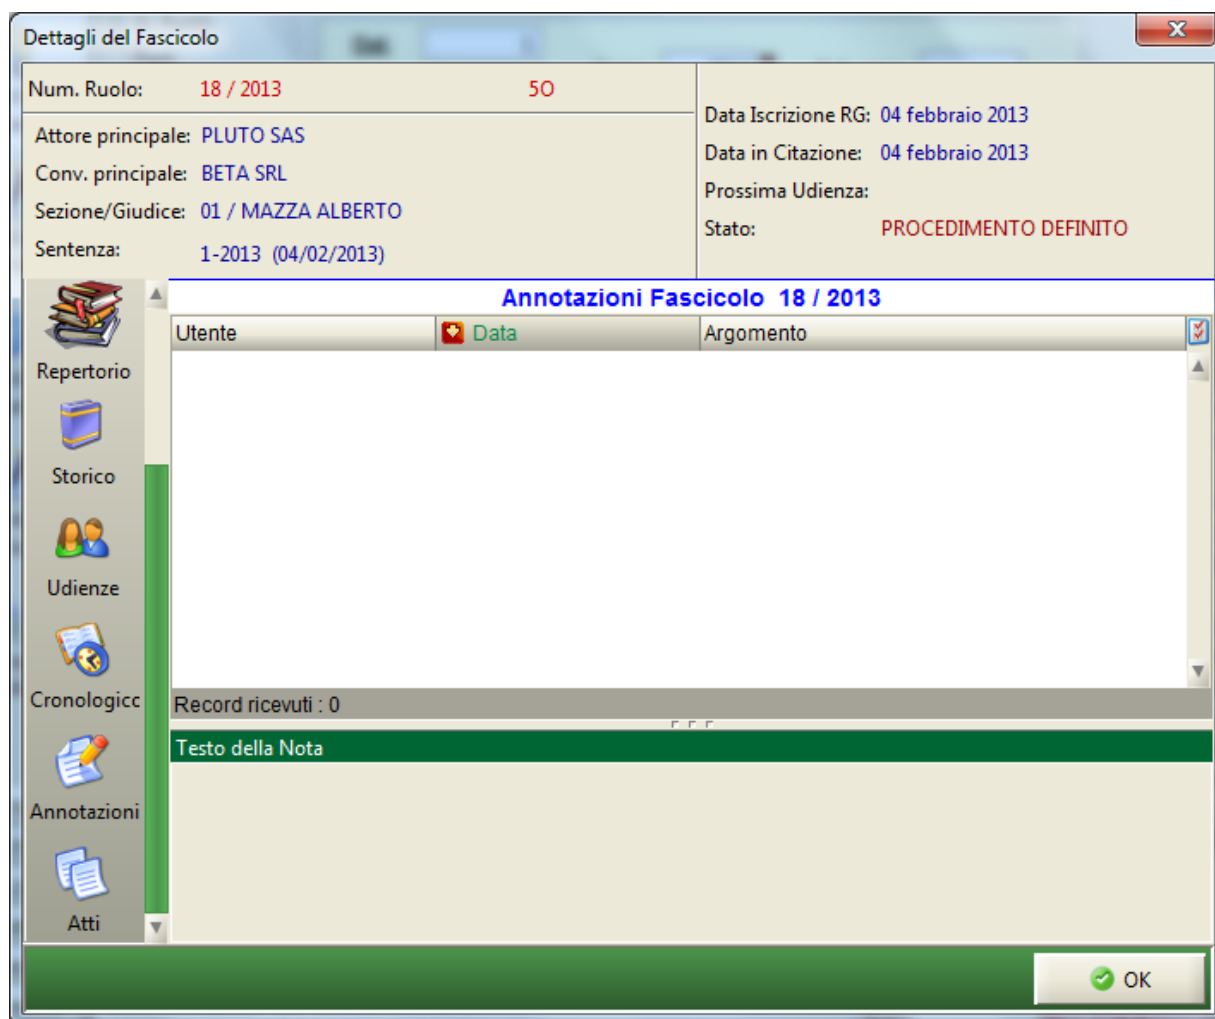 Dettagli del Fascicolo
Num. Ruolo: 18 / 2013 5O
Attore principale: PLUTO SAS
Conv. principale: BETA SRL
Sezione/Giudice: 01 / MAZZA ALBERTO
Sentenza: 1-2013 (04/02/2013)
Data Iscrizione RG: 04 febbraio 2013
Data in Citazione: 04 febbraio 2013
Prossima Udienza:
Stato: PROCEDIMENTO DEFINITO
Repertorio
Storico
Udienze
Cronologicc
Annotazioni
Atti
Annotazioni Fascicolo 18 / 2013
Utente Data Argomento
Record ricevuti : 0
Testo della Nota
OK